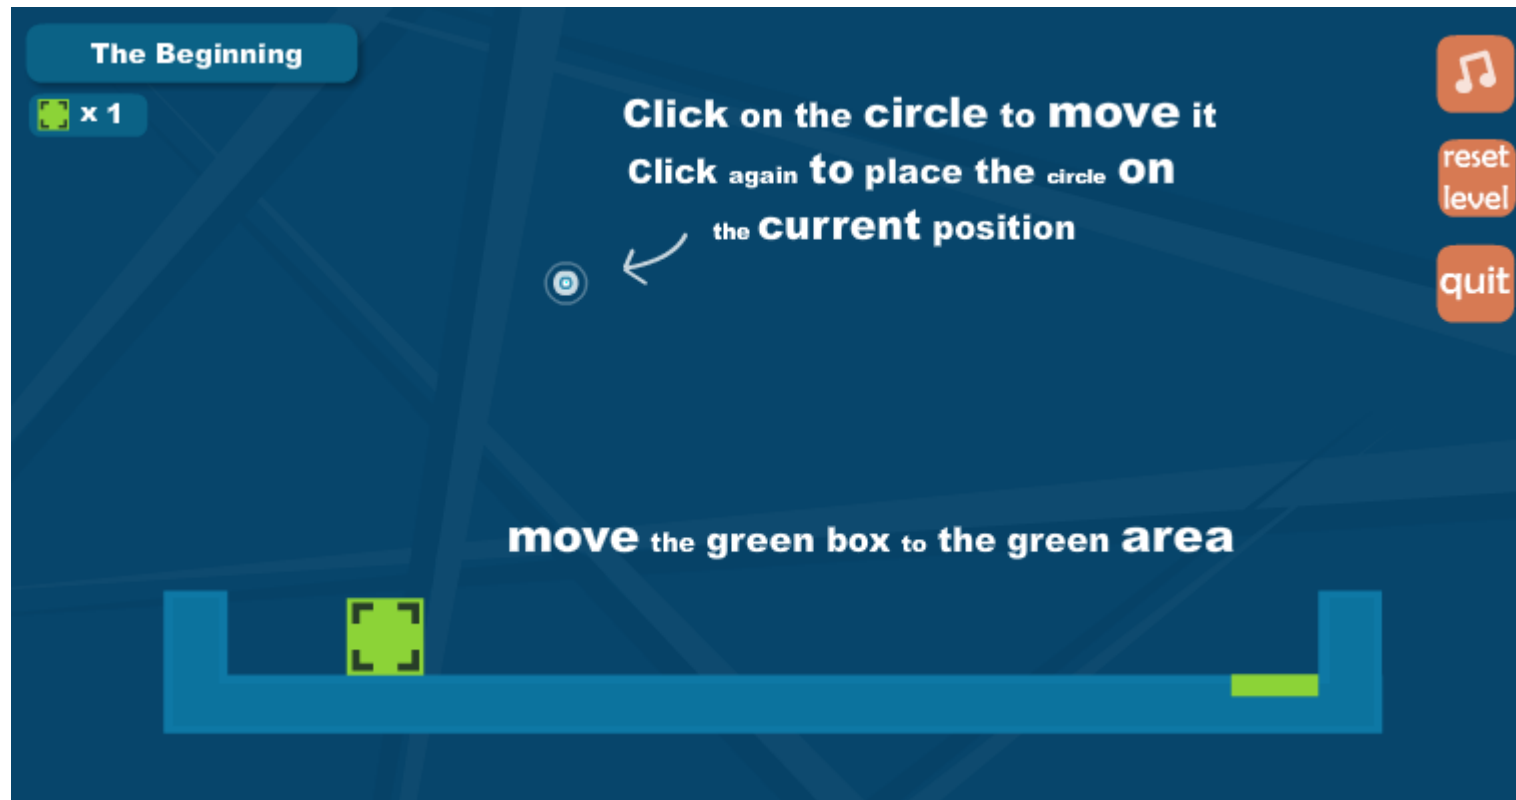 The Beginning
x 1
Click on the circle to move it
Click again to place the circle on
the current position
reset
level
quit
move the green box to the green area